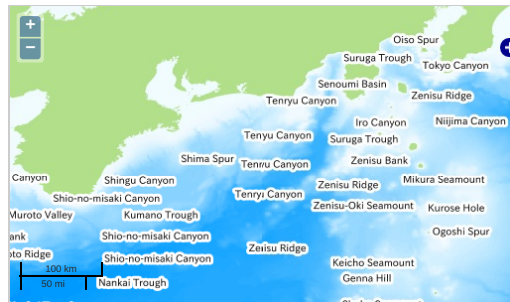 +
−
Oiso Spur
Suruga Trough
Tokyo Canyon
Senoumi Basin
Tenryu Canyon
Zenisu Ridge
Iro Canyon
Niijima Canyon
Tenyu Canyon
Suruga Trough
Shima Spur
Tenru Canyon
Zenisu Bank
Canyon
Shingu Canyon
Zenisu Ridge
Mikura Seamount
Shio-no-misaki Canyon
Tenryu Canyon
Zenisu-Oki Seamount
Kurose Hole
Muroto Valley
Kumano Trough
Ogoshi Spur
ank
Shio-no-misaki Canyon
Zenisu Ridge
oto Ridge
Shio-no-misaki Canyon
Keicho Seamount
100 km
50 mi
Nankai Trough
Genna Hill